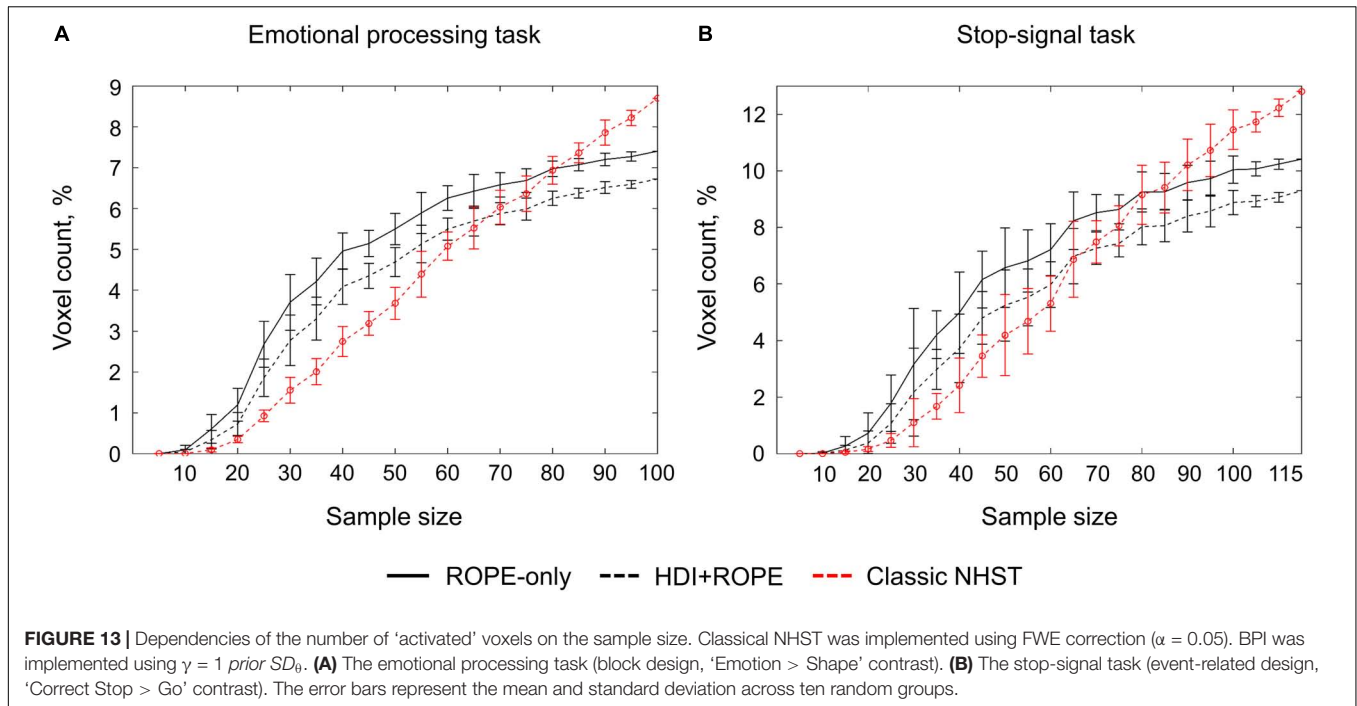 A
Emotional processing task
9
8
7
6
5
4
3
2
1
0
Voxel count, %
10 20 30 40 50 60 70 80 90 100
Sample size
B
Stop-signal task
12
10
8
6
4
2
0
Voxel count, %
10 20 30 40 50 60 70 80 90 100 115
Sample size
ROPE-only HDI+ROPE Classic NHST
FIGURE 13 | Dependencies of the number of ‘activated’ voxels on the sample size. Classical NHST was implemented using FWE correction (α = 0.05). BPI was
implemented using γ = 1 prior SDθ. (A) The emotional processing task (block design, ‘Emotion > Shape’ contrast). (B) The stop-signal task (event-related design,
‘Correct Stop > Go’ contrast). The error bars represent the mean and standard deviation across ten random groups.